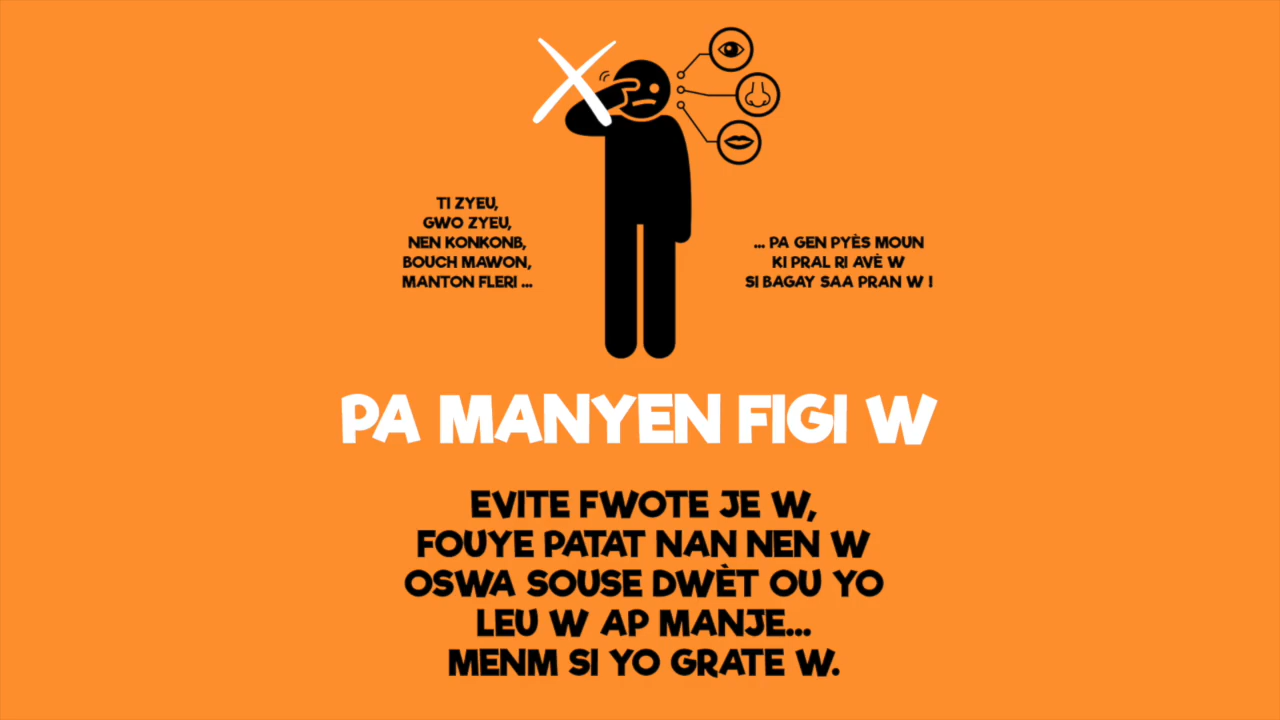 TI ZYEU,
GWO ZYEU,
NEN KONKONB,
BOUCH MAWON,
MANTON FLERI ...
... PA GEN PYÈS MOUN
KI PRAL RI AVÈ W
SI BAGAY SAA PRAN W !
PA MANYEN FIGI W
EVITE FWOTE JE W,
FOUYE PATAT NAN NEN W
OSWA SOUSE DWÈT OU YO
LEU W AP MANJE...
MENM SI YO GRATE W.